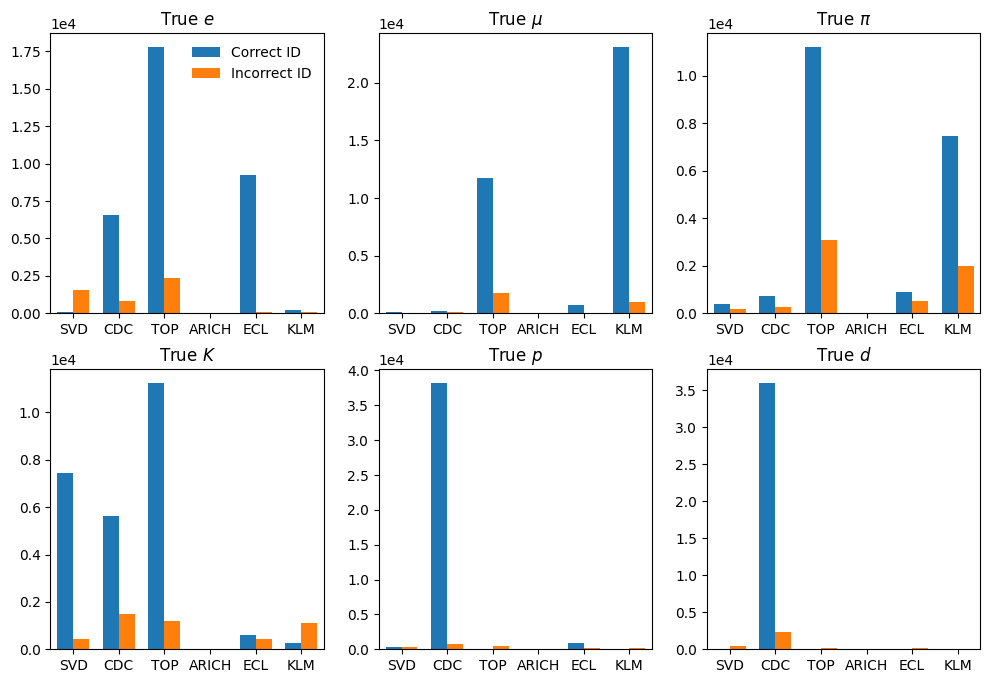 True e
1e4
1.75
1.50
1.25
1.00
0.75
0.50
0.25
0.00
Correct ID
Incorrect ID
SVD CDC TOP ARICH ECL KLM
True μ
1e4
2.0
1.5
1.0
0.5
0.0
SVD CDC TOP ARICH ECL KLM
True π
1e4
1.0
0.8
0.6
0.4
0.2
0.0
SVD CDC TOP ARICH ECL KLM
True K
1e4
1.0
0.8
0.6
0.4
0.2
0.0
SVD CDC TOP ARICH ECL KLM
True p
1e4
4.0
3.5
3.0
2.5
2.0
1.5
1.0
0.5
0.0
SVD CDC TOP ARICH ECL KLM
True d
1e4
3.5
3.0
2.5
2.0
1.5
1.0
0.5
0.0
SVD CDC TOP ARICH ECL KLM